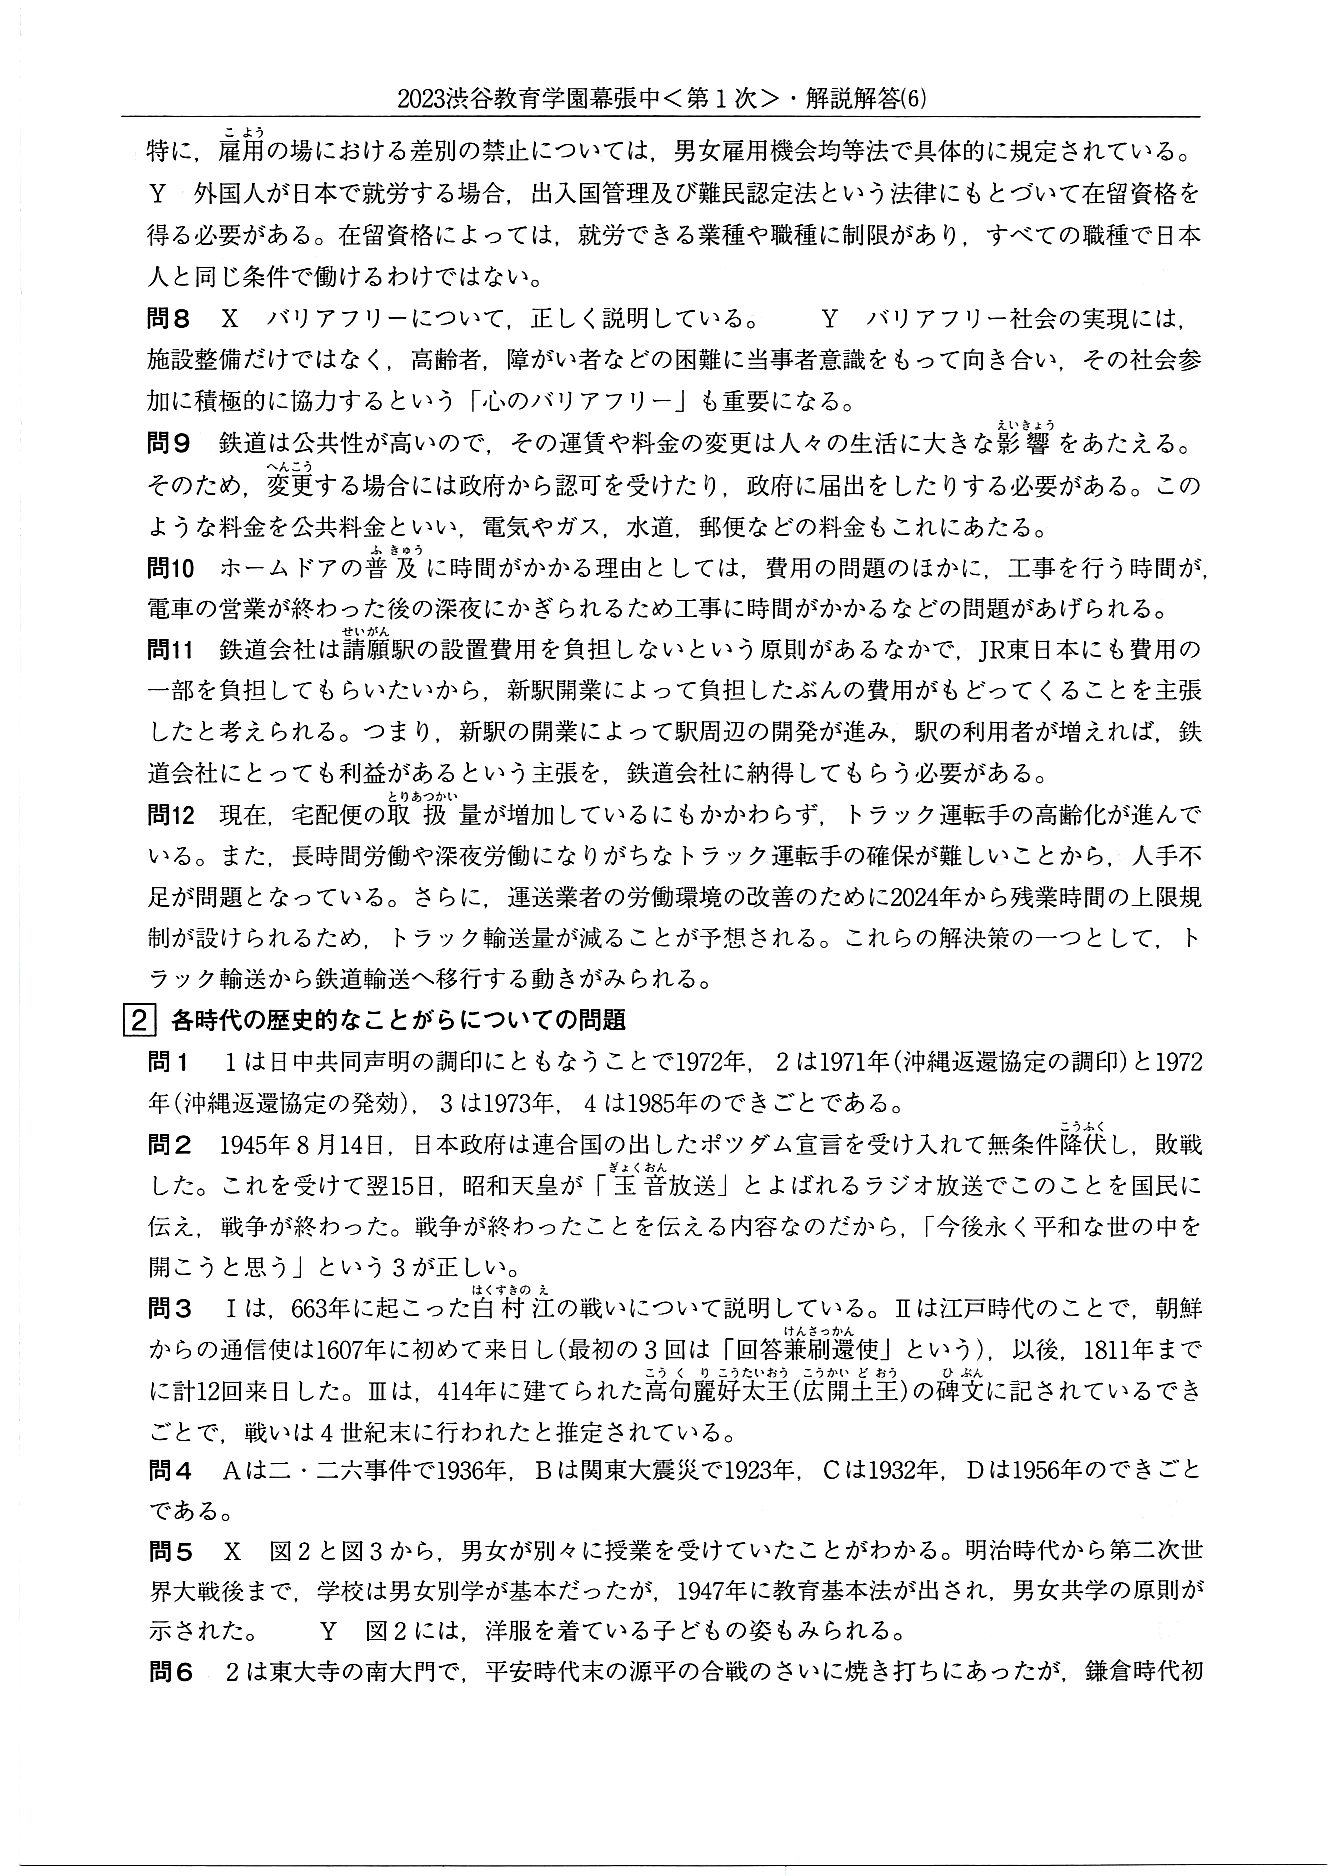 2023渋谷教育学園幕張中＜第１次＞・解説解答(6)
特に，雇用の場における差別の禁止については，男女雇用機会均等法で具体的に規定されている。
Ｙ　外国人が日本で就労する場合，出入国管理及び難民認定法という法律にもとづいて在留資格を
得る必要がある。在留資格によっては，就労できる業種や職種に制限があり，すべての職種で日本
人と同じ条件で働けるわけではない。
問８　Ｘ　バリアフリーについて，正しく説明している。　　Ｙ　バリアフリー社会の実現には，
施設整備だけではなく，高齢者，障がい者などの困難に当事者意識をもって向き合い，その社会参
加に積極的に協力するという「心のバリアフリー」も重要になる。
問９　鉄道は公共性が高いので，その運賃や料金の変更は人々の生活に大きな影響をあたえる。
そのため，変更する場合には政府から認可を受けたり，政府に届出をしたりする必要がある。この
ような料金を公共料金といい，電気やガス，水道，郵便などの料金もこれにあたる。
問10　ホームドアの普及に時間がかかる理由としては，費用の問題のほかに，工事を行う時間が，
電車の営業が終わった後の深夜にかぎられるため工事に時間がかかるなどの問題があげられる。
問11　鉄道会社は請願駅の設置費用を負担しないという原則があるなかで，JR東日本にも費用の
一部を負担してもらいたいから，新駅開業によって負担したぶんの費用がもどってくることを主張
したと考えられる。つまり，新駅の開業によって駅周辺の開発が進み，駅の利用者が増えれば，鉄
道会社にとっても利益があるという主張を，鉄道会社に納得してもらう必要がある。
問12　現在，宅配便の取扱量が増加しているにもかかわらず，トラック運転手の高齢化が進んで
いる。また，長時間労働や深夜労働になりがちなトラック運転手の確保が難しいことから，人手不
足が問題となっている。さらに，運送業者の労働環境の改善のために2024年から残業時間の上限規
制が設けられるため，トラック輸送量が減ることが予想される。これらの解決策の一つとして，ト
ラック輸送から鉄道輸送へ移行する動きがみられる。
２ 各時代の歴史的なことがらについての問題
問１　１は日中共同声明の調印にともなうことで1972年，２は1971年(沖縄返還協定の調印)と1972
年(沖縄返還協定の発効)，３は1973年，４は1985年のできごとである。
問２　1945年８月14日，日本政府は連合国の出したポツダム宣言を受け入れて無条件降伏し，敗戦
した。これを受けて翌15日，昭和天皇が「玉音放送」とよばれるラジオ放送でこのことを国民に
伝え，戦争が終わった。戦争が終わったことを伝える内容なのだから，「今後永く平和な世の中を
開こうと思う」という３が正しい。
問３　Ⅰは，663年に起こった白村江の戦いについて説明している。Ⅱは江戸時代のことで，朝鮮
からの通信使は1607年に初めて来日し(最初の３回は「回答兼刷還使」という)，以後，1811年まで
に計12回来日した。Ⅲは，414年に建てられた高句麗好太王(広開土王)の碑文に記されているでき
ごとで，戦いは４世紀末に行われたと推定されている。
問４　Ａは二・二六事件で1936年，Ｂは関東大震災で1923年，Ｃは1932年，Ｄは1956年のできごと
である。
問５　Ｘ　図２と図３から，男女が別々に授業を受けていたことがわかる。明治時代から第二次世
界大戦後まで，学校は男女別学が基本だったが，1947年に教育基本法が出され，男女共学の原則が
示された。　　Ｙ　図２には，洋服を着ている子どもの姿もみられる。
問６　２は東大寺の南大門で，平安時代末の源平の合戦のさいに焼き打ちにあったが，鎌倉時代初